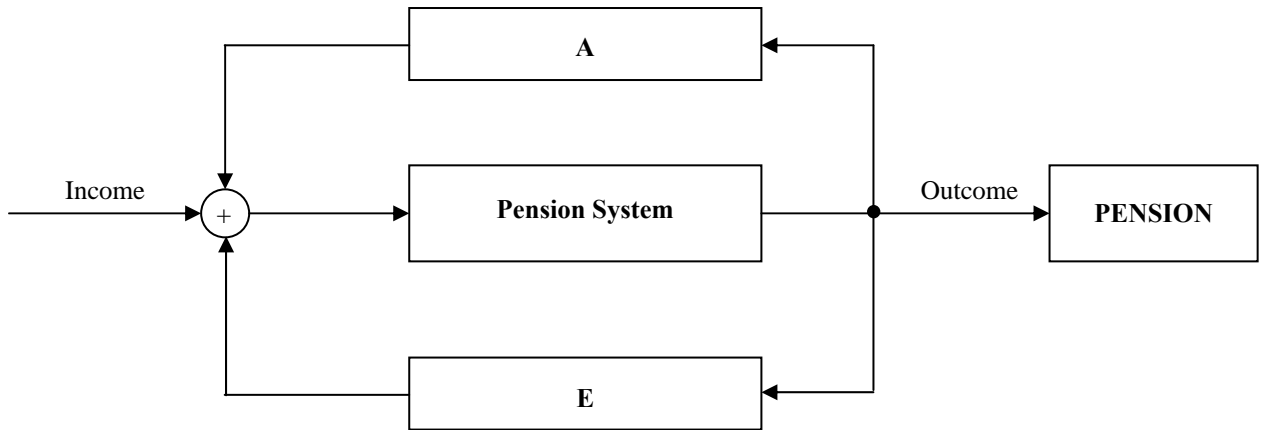 A
Income
+
Pension System
Outcome
PENSION
E